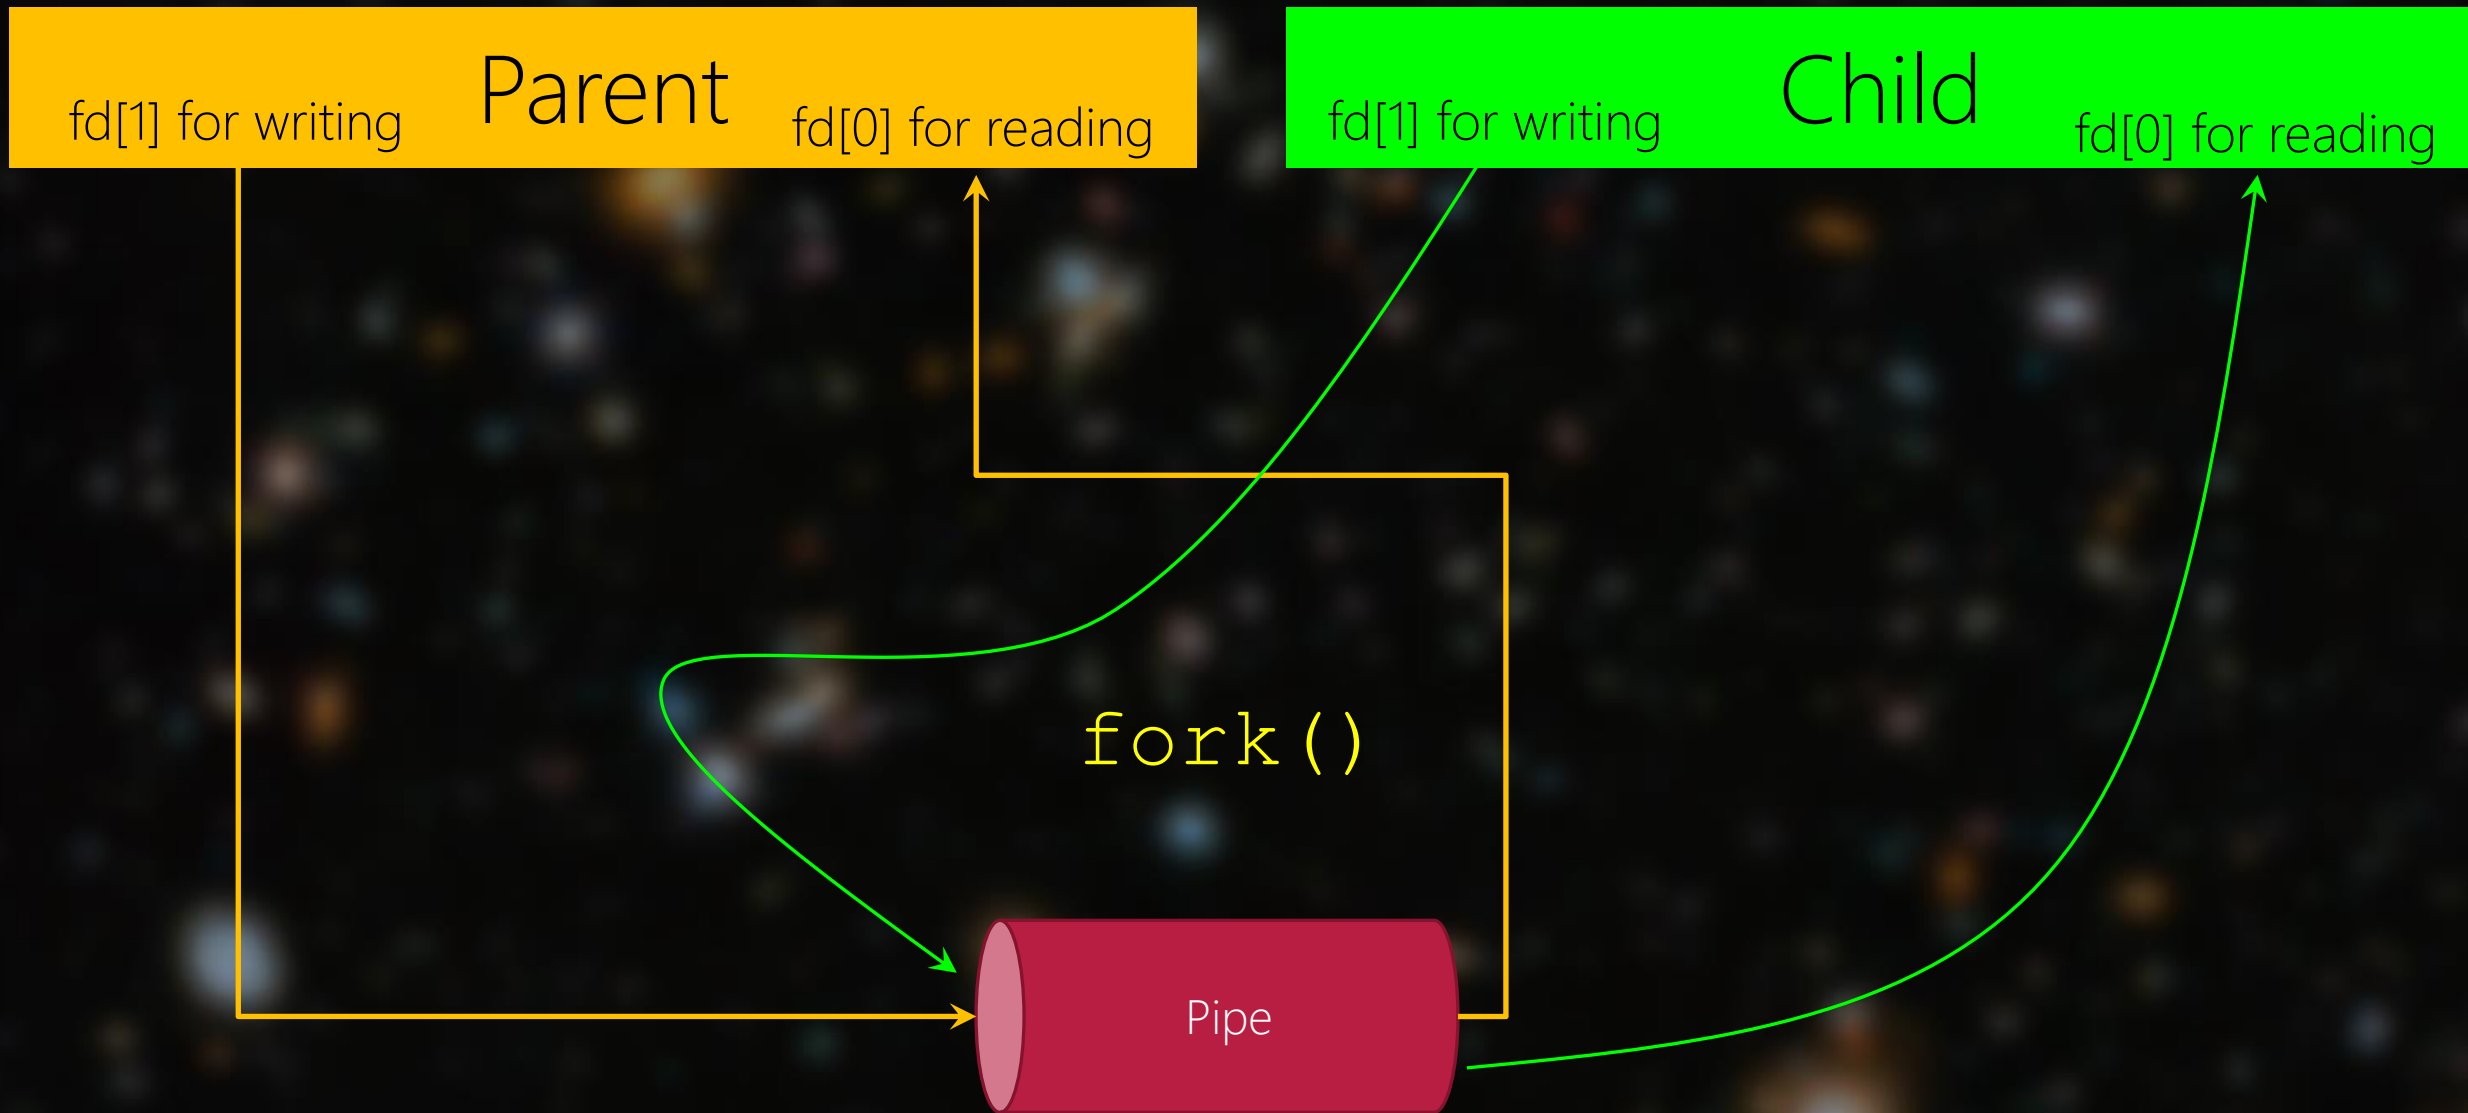 Parent
fd[1] for writing
fd[0] for reading
Child
fd[1] for writing
fd[0] for reading
fork()
Pipe